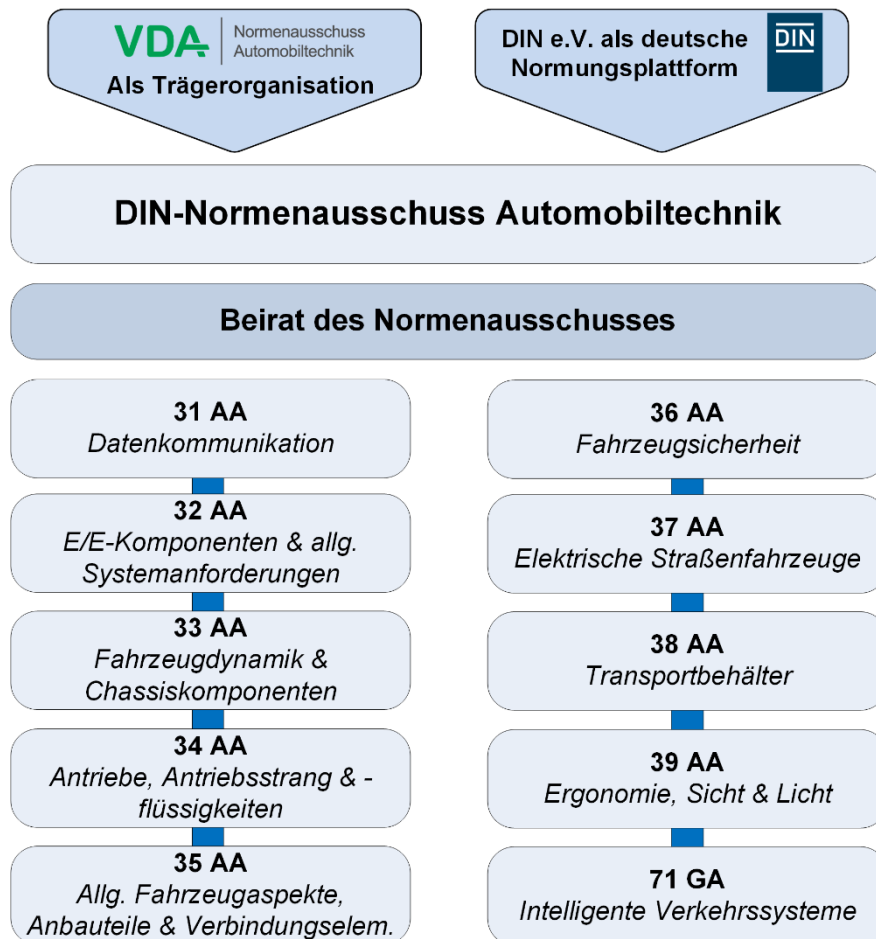 VDA Normenausschuss
Automobiltechnik
Als Trägerorganisation
DIN e.V. als deutsche
Normungsplattform
DIN
DIN-Normenausschuss Automobiltechnik
Beirat des Normenausschusses
31 AA
Datenkommunikation
32 AA
E/E-Komponenten & allg.
Systemanforderungen
33 AA
Fahrzeugdynamik &
Chassiskomponenten
34 AA
Antriebe, Antriebsstrang & -
flüssigkeiten
35 AA
Allg. Fahrzeugaspekte,
Anbauteile & Verbindungselem.
36 AA
Fahrzeugsicherheit
37 AA
Elektrische Straßenfahrzeuge
38 AA
Transportbehälter
39 AA
Ergonomie, Sicht & Licht
71 GA
Intelligente Verkehrssysteme